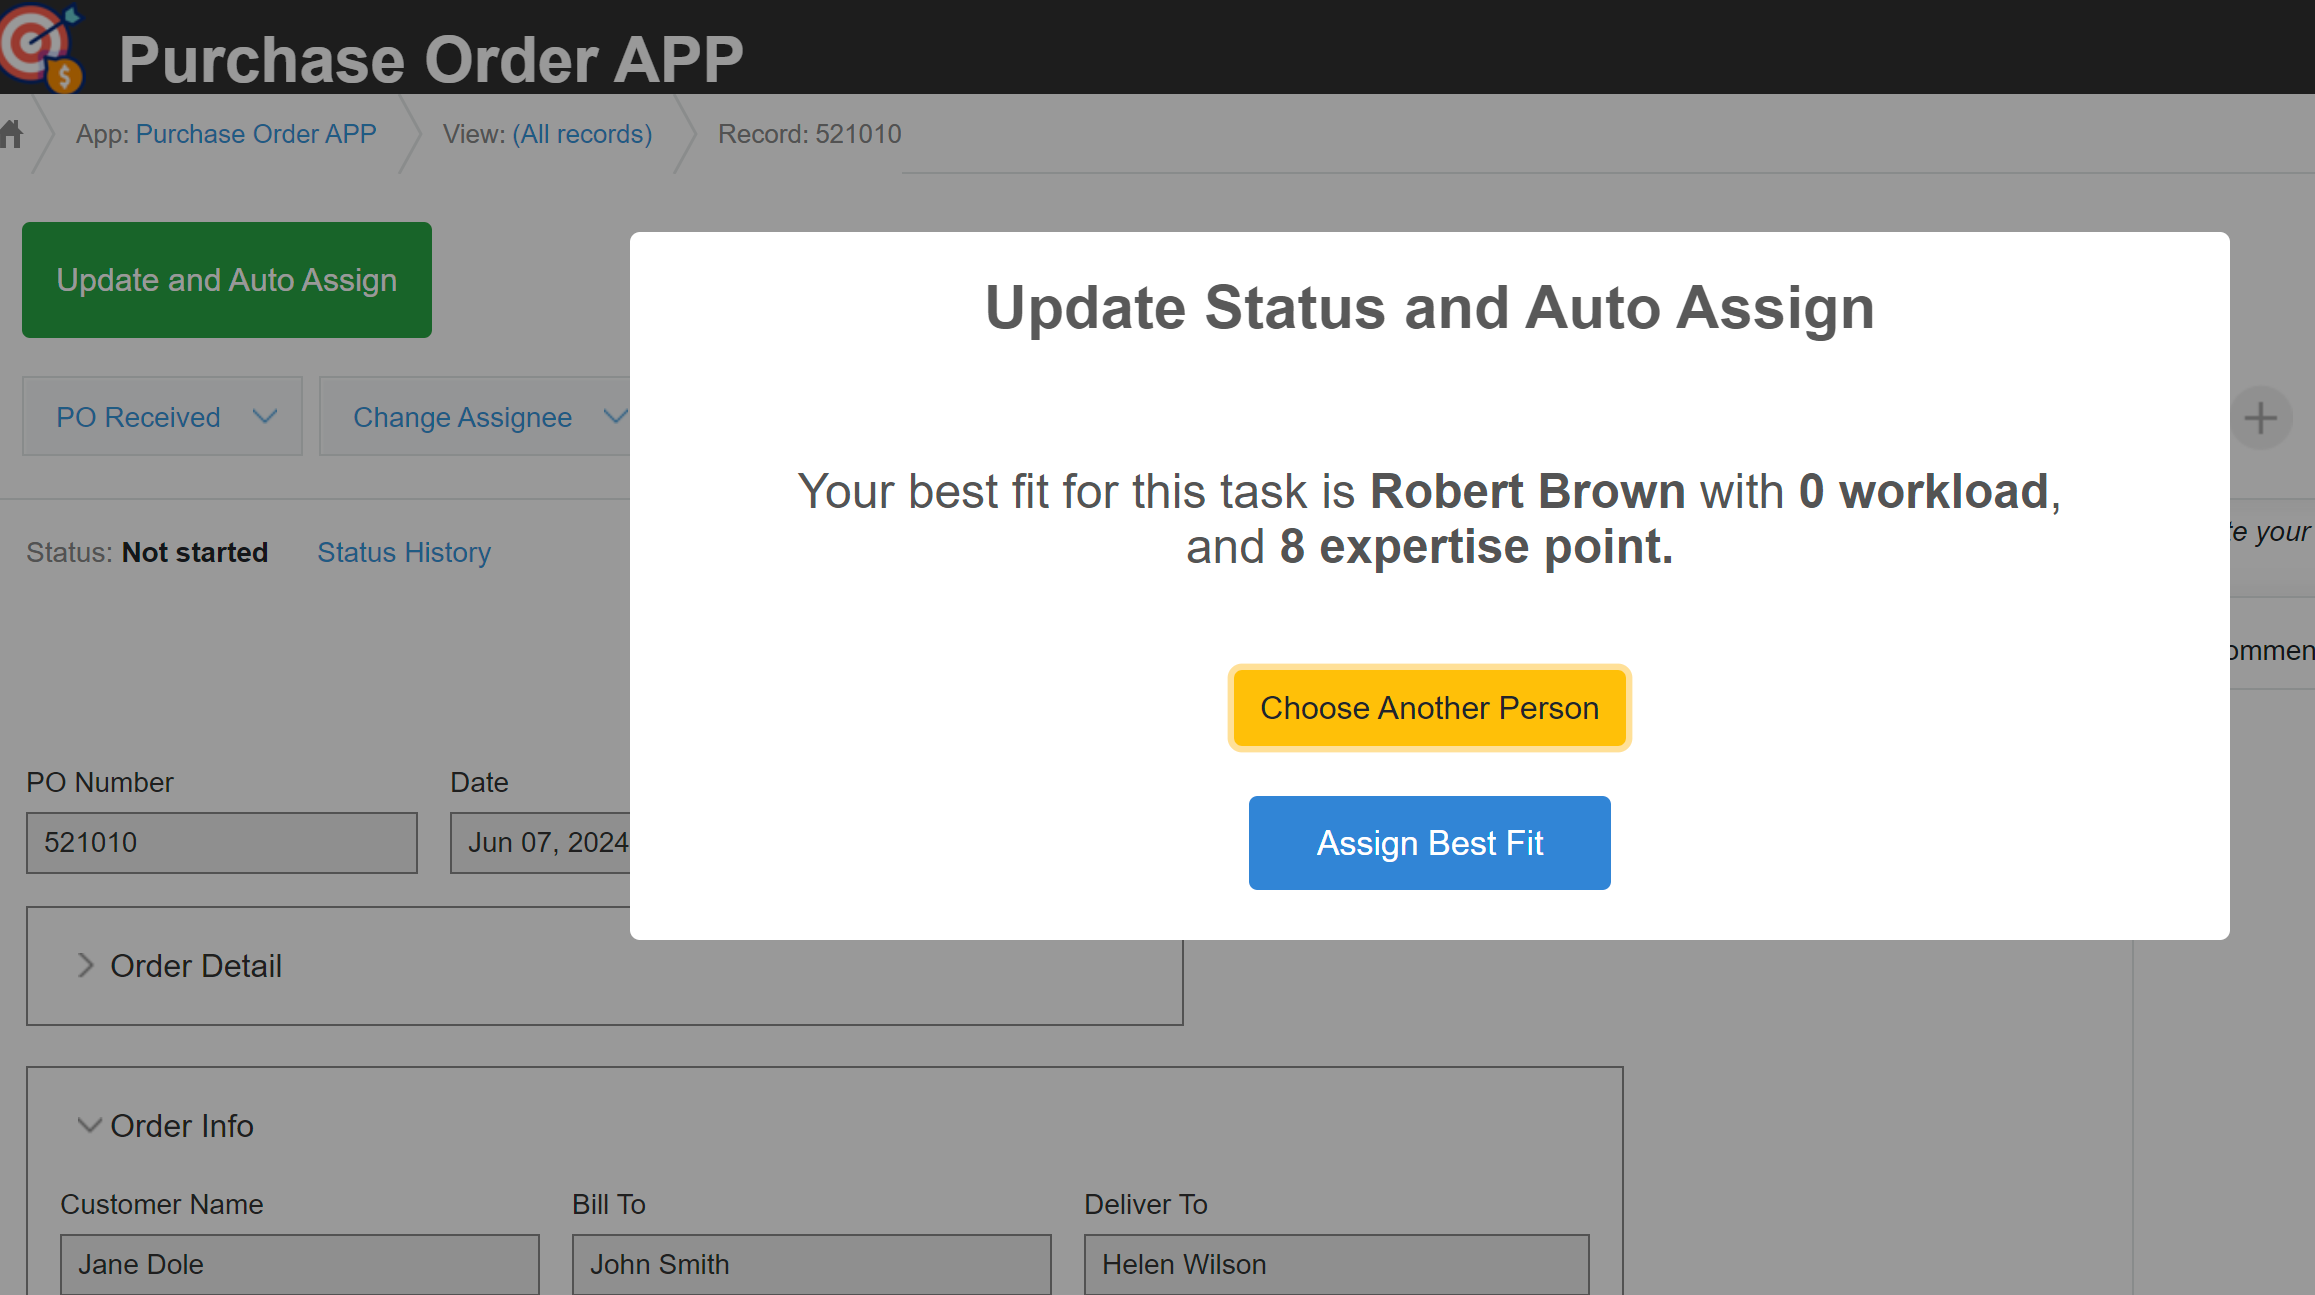 Purchase Order APP
App: Purchase Order APP
View: (All records)
Record: 521010
Update and Auto Assign
PO Received
Change Assignee
Status: Not started
Status History
PO Number
521010
Date
Jun 07, 2024
Order Detail
Order Info
Customer Name
Jane Dole
Bill To
John Smith
Deliver To
Helen Wilson
Update Status and Auto Assign
Your best fit for this task is Robert Brown with 0 workload,
and 8 expertise point.
Choose Another Person
Assign Best Fit
your